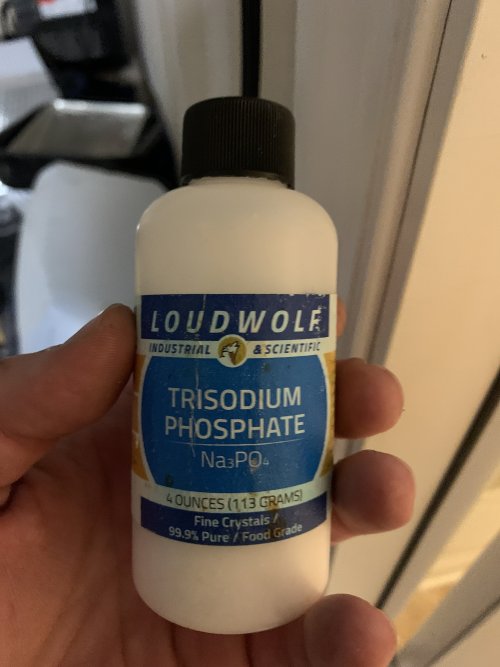 LOUDWOLF
INDUSTRIAL & SCIENTIFIC
TRISODIUM
PHOSPHATE
Na₃PO₄
4 OUNCES (113 GRAMS)
Fine Crystals /
99.9% Pure / Food Grade